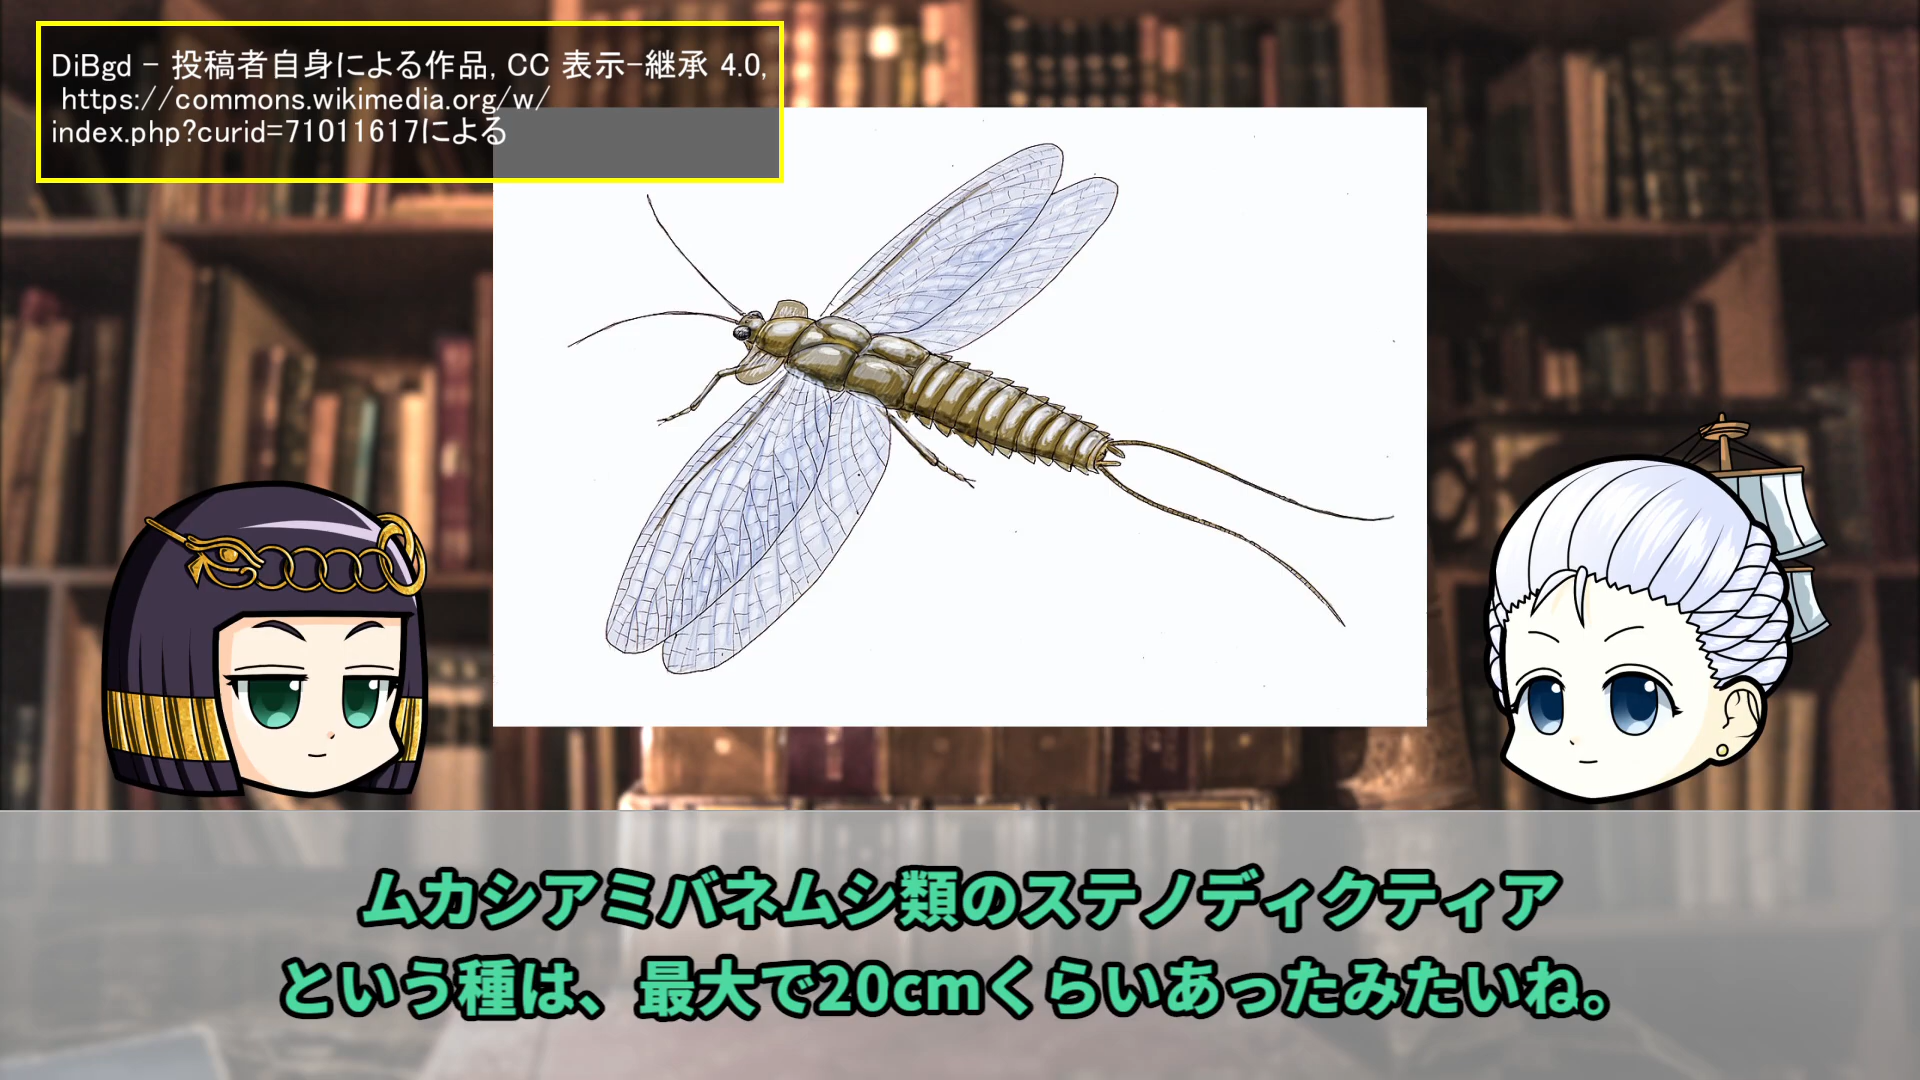 DiBgd - 投稿者自身による作品, CC 表示-継承 4.0,
https://commons.wikimedia.org/w/
index.php?curid=71011617による
ムカシアミバネムシ類のステノディクティア
という種は、最大で20cmくらいあったみたいね。